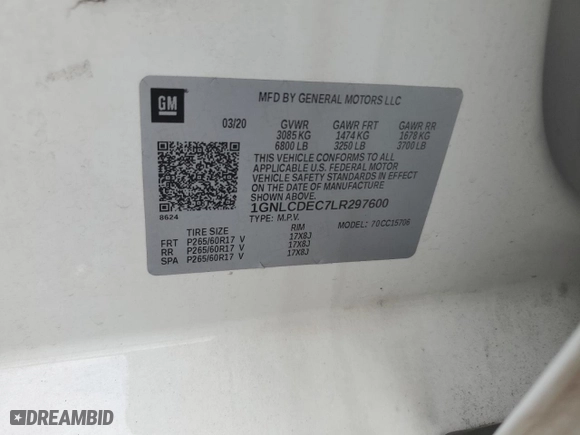 GM
MFD BY GENERAL MOTORS LLC
03/20 GVWR GAWR FRT GAWR RR
3085 KG 1474 KG 1678 KG
6800 LB 3250 LB 3700 LB
THIS VEHICLE CONFORMS TO ALL
APPLICABLE U.S. FEDERAL MOTOR
VEHICLE SAFETY STANDARDS IN EFFECT
ON THE DATE OF MANUFACTURE
SHOWN ABOVE.
1GNLCDEC7LR297600
8624
TYPE: M.P.V. MODEL: 70CC15706
TIRE SIZE RIM
FRT P265/60R17 V 17X8J
RR P265/60R17 V 17X8J
SPA P265/60R17 V 17X8J
DREAMBID